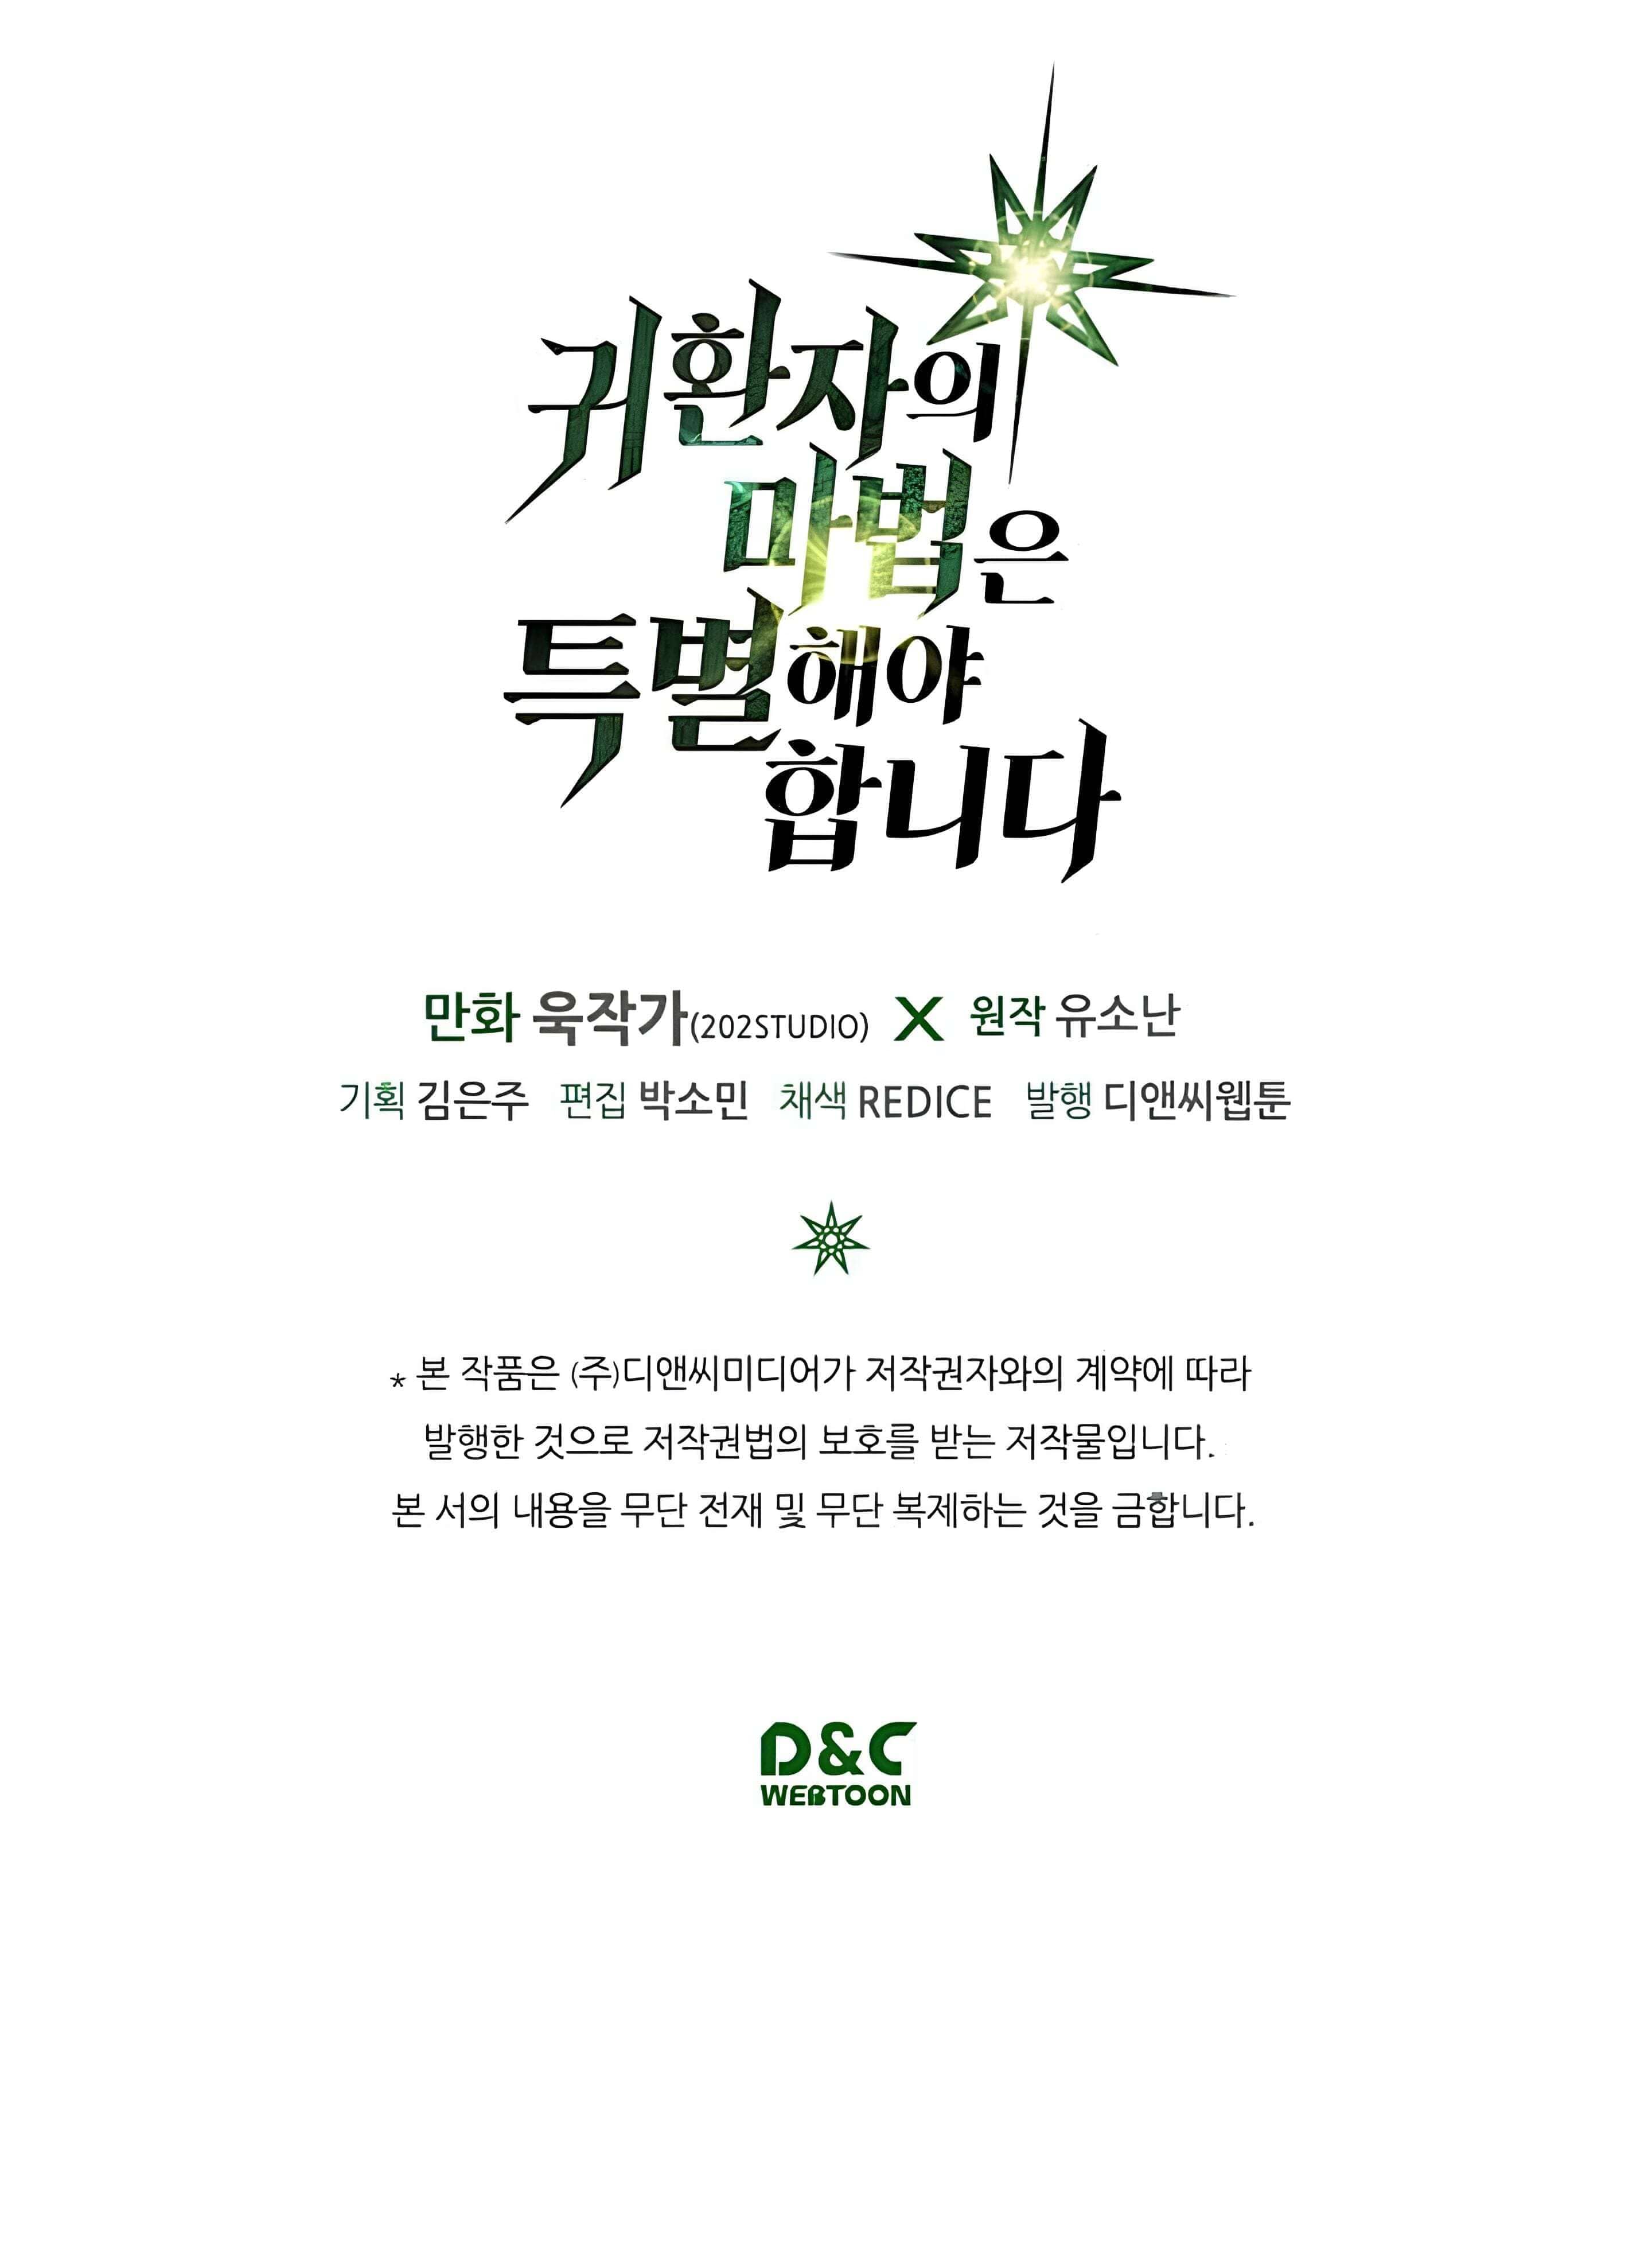 귀환자의
마법은
특별해야
합니다
만화 욱작가(202STUDIO) X 원작 유소난
기획 김은주 편집 박소민 채색 REDICE 발행 디앤씨웹툰
* 본 작품은 (주)디앤씨미디어가 저작권자와의 계약에 따라
발행한 것으로 저작권법의 보호를 받는 저작물입니다.
본 서의 내용을 무단 전재 및 무단 복제하는 것을 금합니다.
D&C
WEBTOON